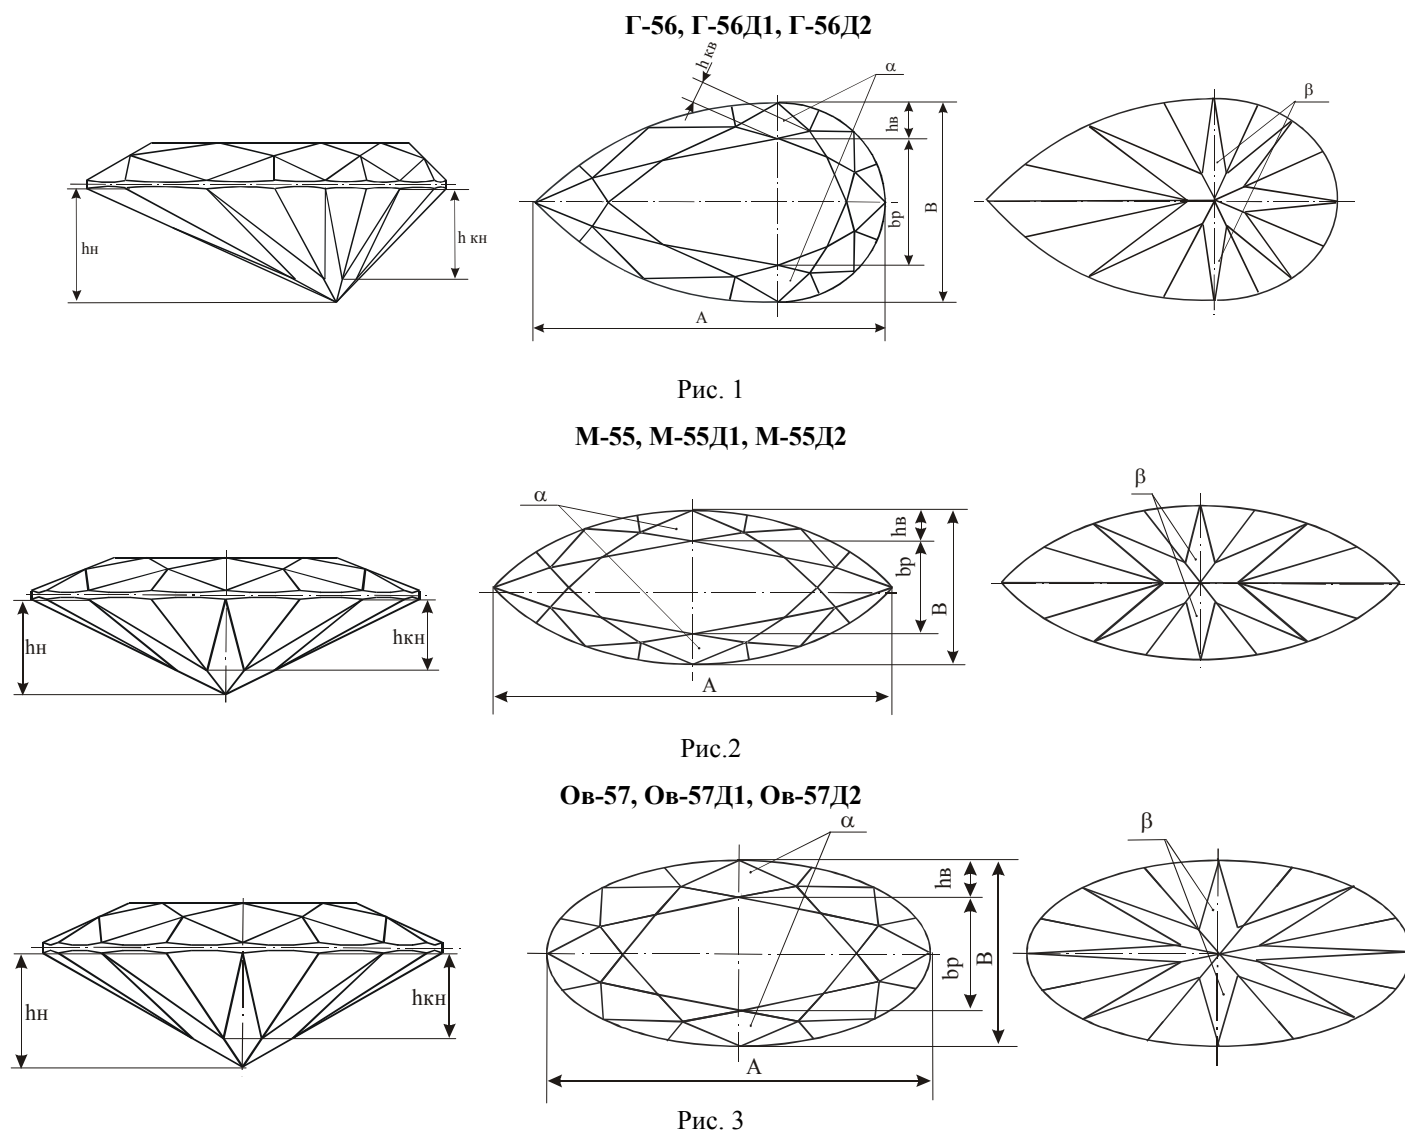 Г-56, Г-56Д1, Г-56Д2
h кв
α
β
hв
bр
В
hн
h кн
А
Рис. 1
М-55, М-55Д1, М-55Д2
α
β
hв
bр
В
hн
hкн
А
Рис.2
Ов-57, Ов-57Д1, Ов-57Д2
α
β
hв
bр
В
hн
hкн
А
Рис. 3